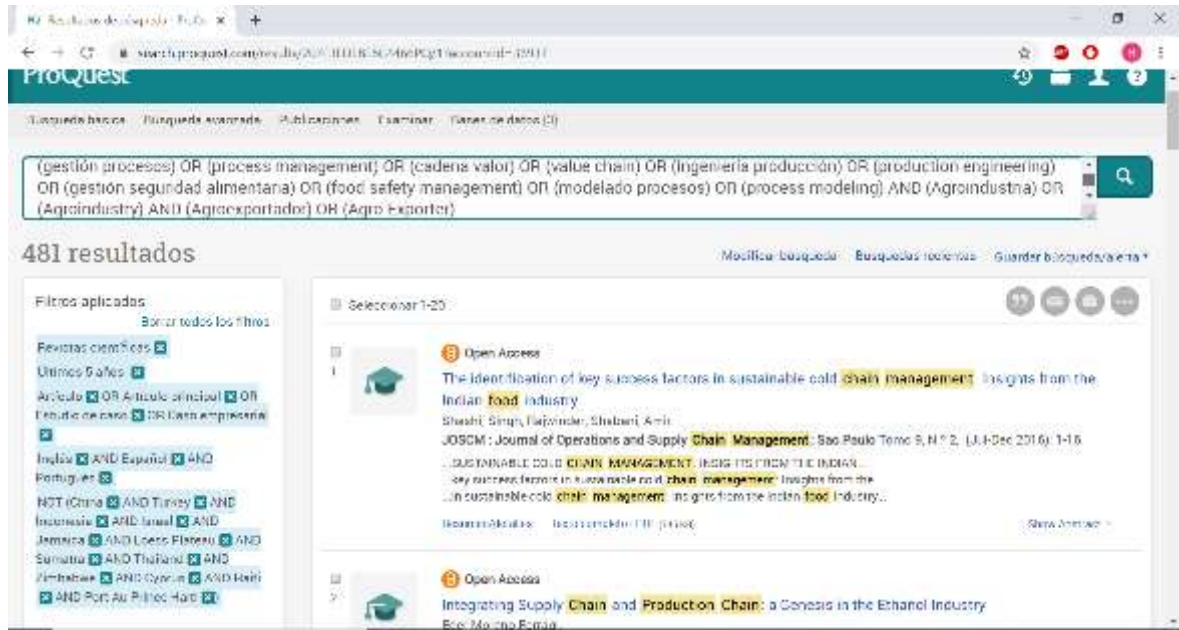 ProQuest
Búsqueda básica Búsqueda avanzada Publicaciones Examinar Bases de datos (3)
(gestión procesos) OR (process management) OR (cadena valor) OR (value chain) OR (ingeniería producción) OR (production engineering)
OR (gestión seguridad alimentaria) OR (food safety management) OR (modelado procesos) OR (process modeling) AND (Agroindustria) OR
(Agroindustry) AND (Agroexportador) OR (Agro Exporter)
481 resultados
Modificar búsqueda Búsquedas recientes Guardar búsqueda/alerta
Filtros aplicados
Borrar todos los filtros
Revistas científicas
Últimos 5 años
Artículo OR Artículo principal OR
Estudio de caso OR Caso empresarial
Inglés AND Español AND
Portugués
NOT (China AND Turkey AND
Indonesia AND Israel AND
Jamaica AND Loess Plateau AND
Sumatra AND Thailand AND
Zimbabwe AND Cyprus AND Haiti
AND Port Au Prince Haiti)
Seleccionar 1-20
1
Open Access
The identification of key success factors in sustainable cold chain management: Insights from the
Indian food industry
Shashi; Singh, Rajwinder; Shabani, Amir.
JOSCM : Journal of Operations and Supply Chain Management; Sao Paulo Tomo 9, N.º 2, (Jul-Dec 2016): 1-16.
...SUSTAINABLE COLD CHAIN MANAGEMENT: INSIGHTS FROM THE INDIAN...
...key success factors in sustainable cold chain management: Insights from the
...in sustainable cold chain management: Insights from the Indian food industry...
Show Abstract
2
Open Access
Integrating Supply Chain and Production Chain: a Genesis in the Ethanol Industry